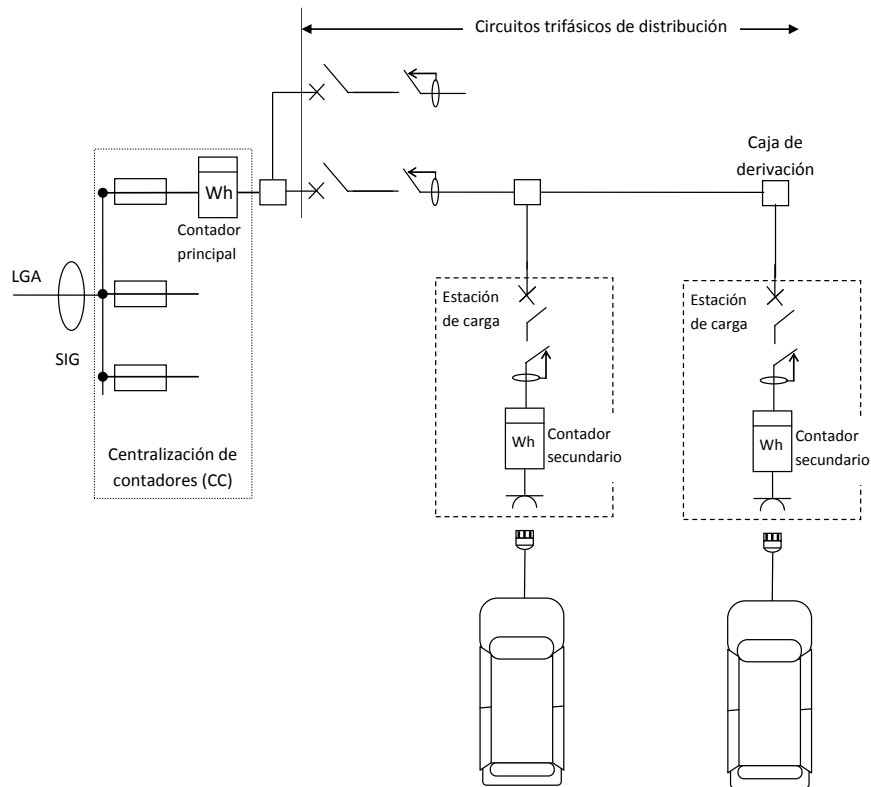 Circuitos trifásicos de distribución
Caja de
derivación
Wh
Contador
principal
LGA
SIG
Centralización de
contadores (CC)
Estación
de carga
Wh
Contador
secundario
Estación
de carga
Wh
Contador
secundario